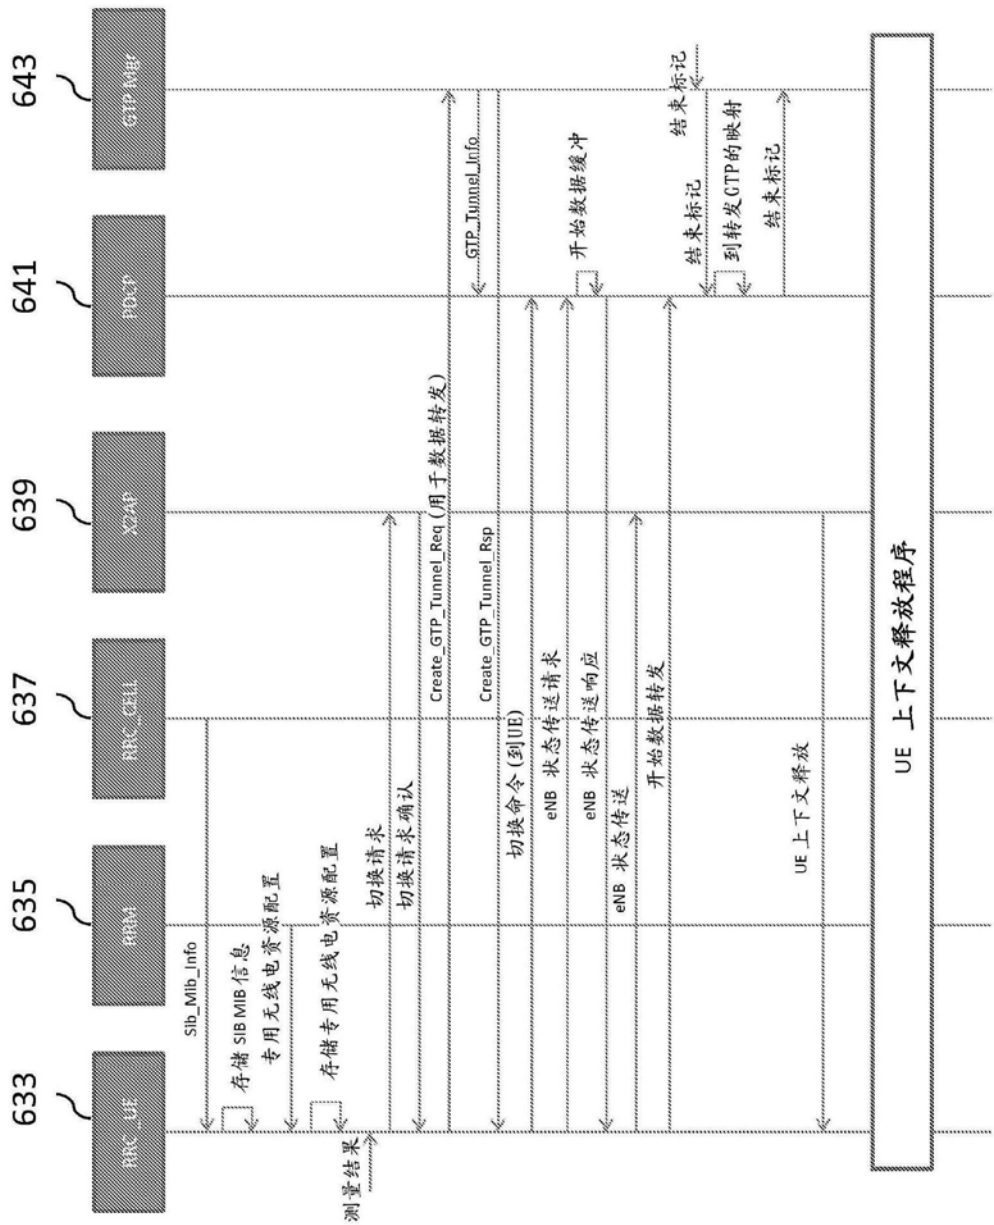 633
635
637
639
641
643
RRC_UE
RRM
RRC_CELL
X2AP
PDCP
GTP Mgr
Sib_Mib_Info
存储 SIB MIB 信息
专用无线电资源配置
存储专用无线电资源配置
测量结果
切换请求
切换请求确认
Create_GTP_Tunnel_Req (用于数据转发)
GTP_Tunnel_Info
Create_GTP_Tunnel_Rsp
切换命令(到UE)
eNB 状态传送请求
开始数据缓冲
eNB 状态传送响应
eNB 状态传送
开始数据转发
结束标记
结束标记
到转发GTP的映射
结束标记
UE 上下文释放
UE 上下文释放程序